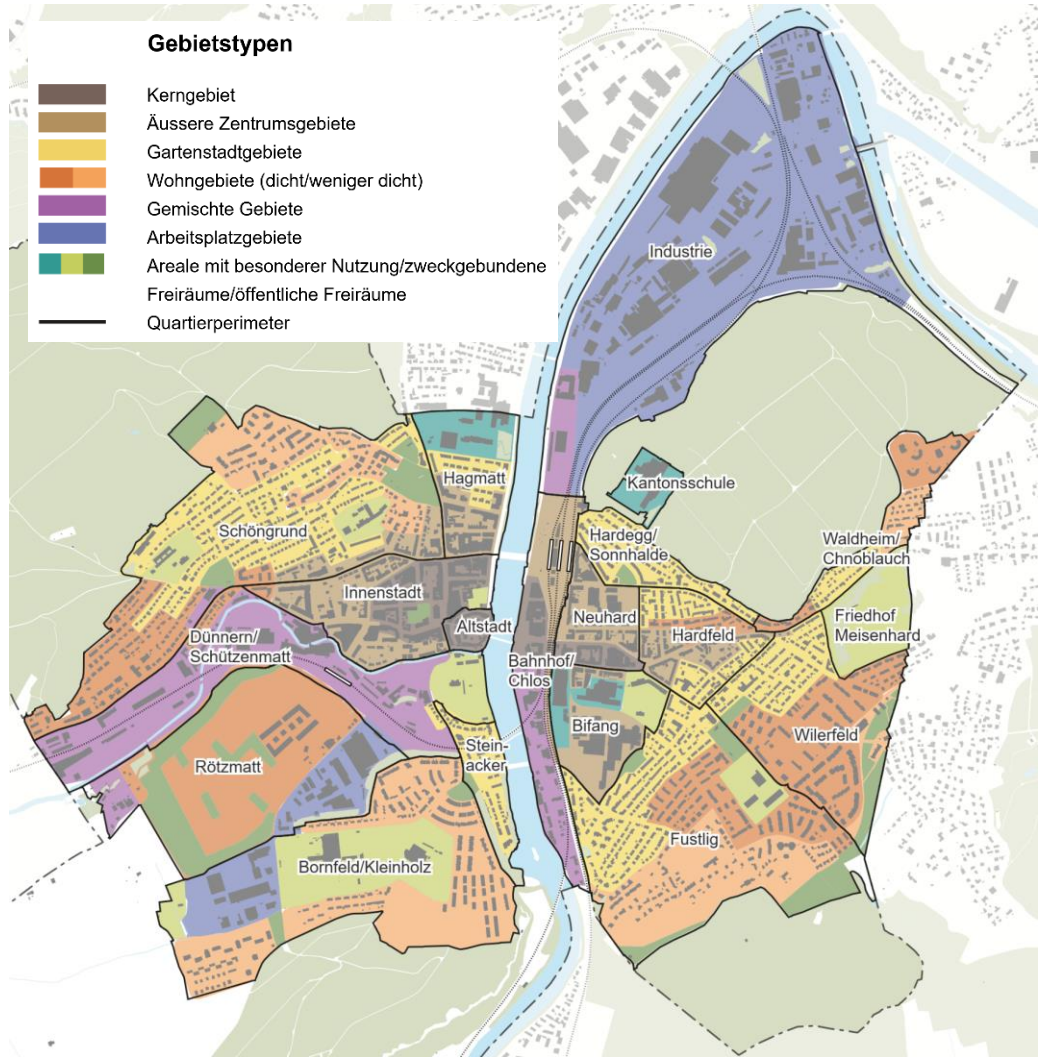 Gebietstypen
Kerngebiet
Äussere Zentrumsgebiete
Gartenstadtgebiete
Wohngebiete (dicht/weniger dicht)
Gemischte Gebiete
Arbeitsplatzgebiete
Areale mit besonderer Nutzung/zweckgebundene
Freiräume/öffentliche Freiräume
Quartierperimeter
Industrie
Hagmatt
Kantonsschule
Schöngrund
Hardegg/
Sonnhalde
Waldheim/
Chnoblauch
Innenstadt
Altstadt
Neuhard
Hardfeld
Friedhof
Meisenhard
Dünnern/
Schützenmatt
Bahnhof/
Chlos
Bifang
Stein-
acker
Wilerfeld
Rötzmatt
Fustlig
Bornfeld/Kleinholz